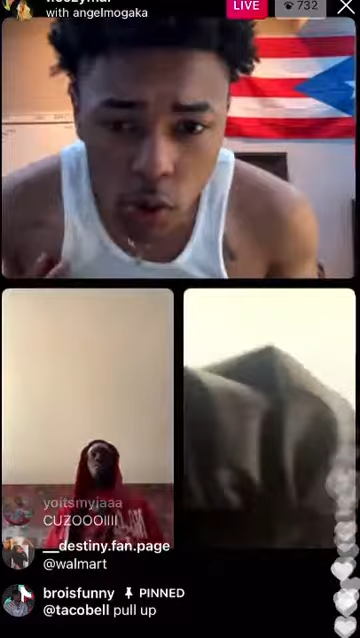 with angelmogaka
LIVE
732
yoitsmyjaaa
CUZOOOIIII
__destiny.fan.page
@walmart
broisfunny PINNED
@tacobell pull up